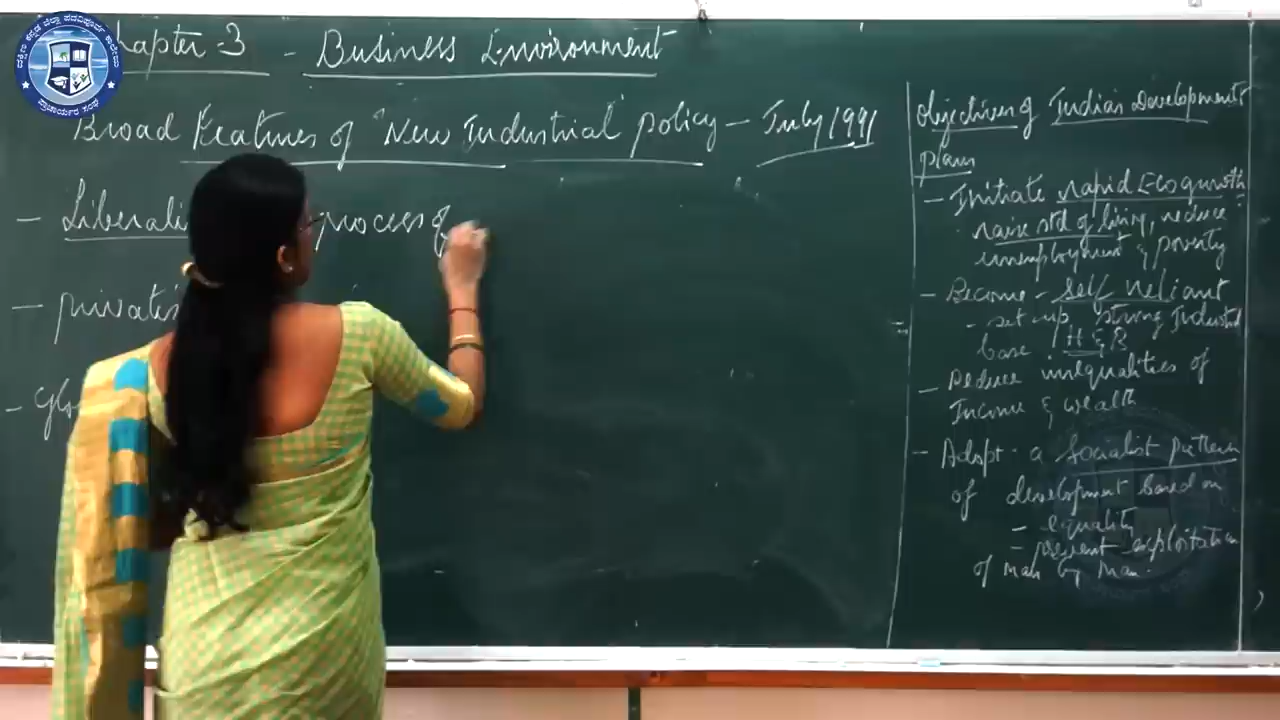 hapter-3 - Business Environment
Broad Features of "New Industrial policy - July 1991
- Liberali process of
- privatis
- Glo
Objectives of India's Development
plans
- Initiate rapid Eco growth
raise std of living, reduce
unemployment & poverty
- Become - Self Reliant
- set up strong Industrial
base / H & B
- Reduce inequalities of
Income & wealth
- Adopt a Socialist pattern
of development based on
- equality
- prevent exploitation
of Man by Man.